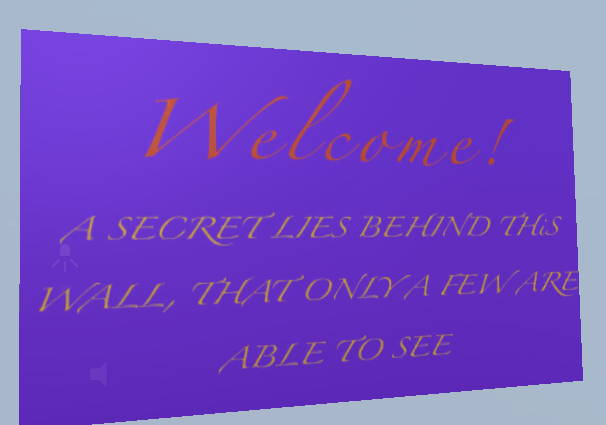 Welcome!
A SECRET LIES BEHIND THiS
WALL, THAT ONLY A FEW ARE
ABLE TO SEE